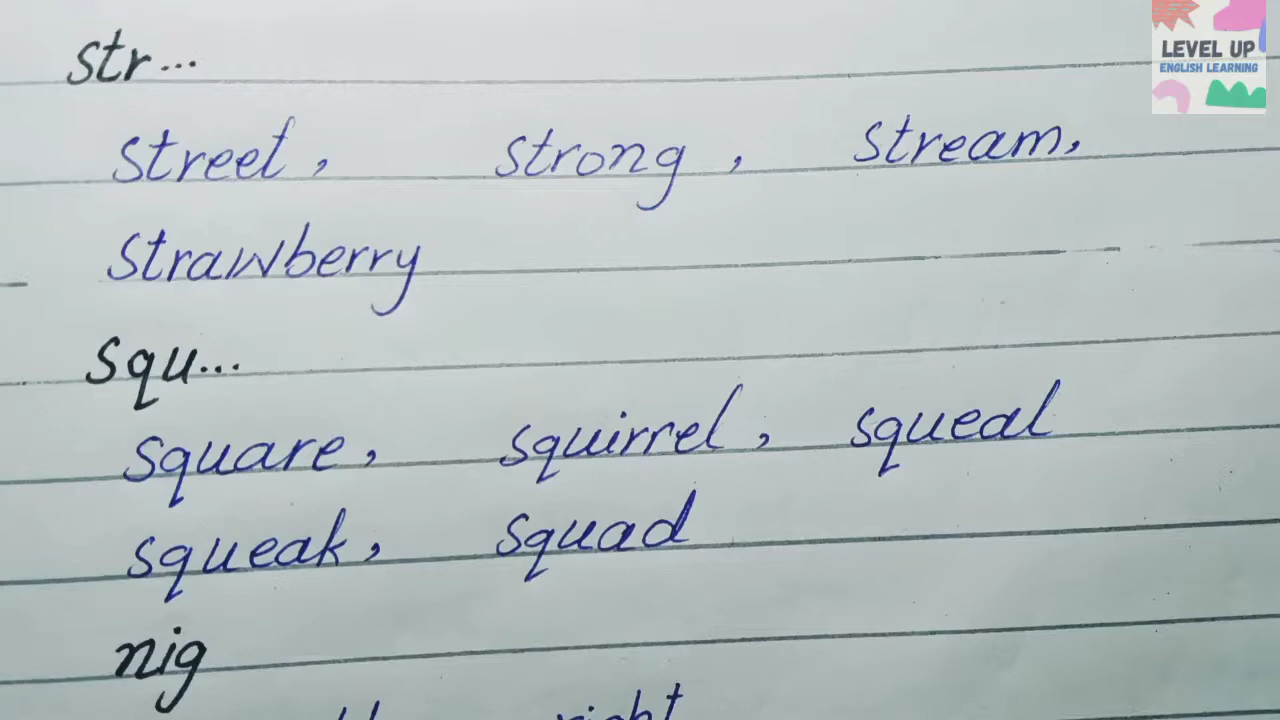 str...
LEVEL UP
ENGLISH LEARNING
street, strong, stream,
strawberry
squ...
square, squirrel, squeal
squeak, squad
nig